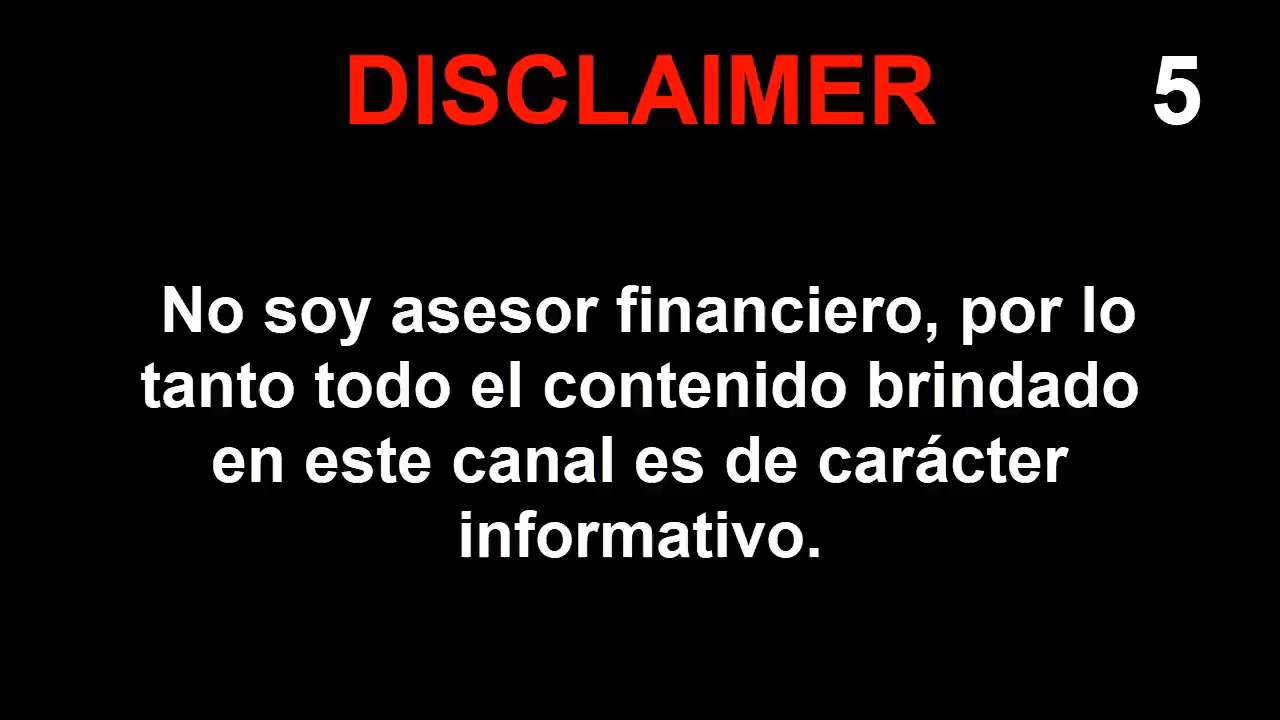 DISCLAIMER
5
No soy asesor financiero, por lo
tanto todo el contenido brindado
en este canal es de carácter
informativo.